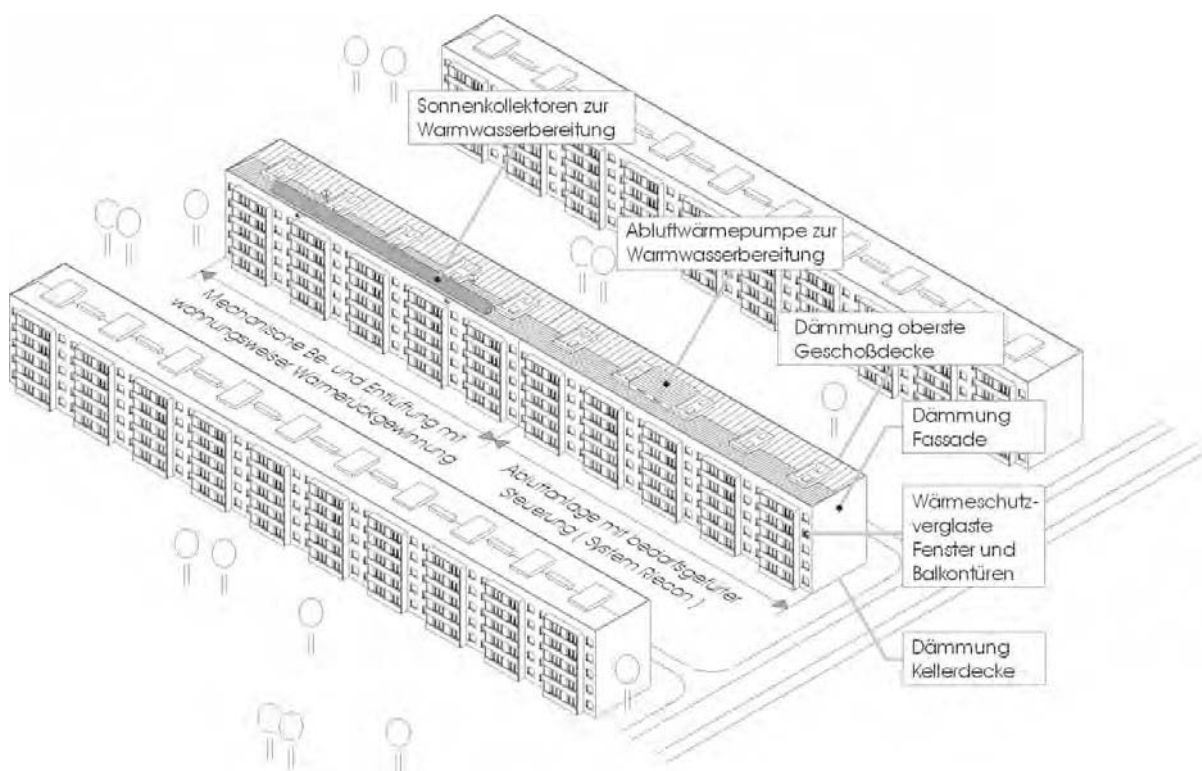 Sonnenkollektoren zur
Warmwasserbereitung
Abluftwärmepumpe zur
Warmwasserbereitung
Dämmung oberste
Geschoßdecke
Dämmung
Fassade
Wärmeschutz-
verglaste
Fenster und
Balkontüren
Dämmung
Kellerdecke
Mechanische Be- und Entlüftung mit
wohnungsweiser Wärmerückgewinnung
Abluftanlage mit bedarfsgeführter
Steuerung ( System